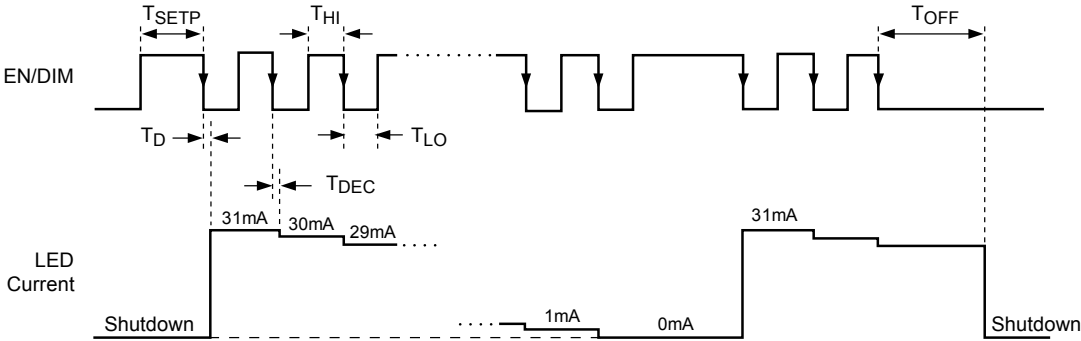 TSETP
THI
TOFF
EN/DIM
TD
TLO
TDEC
31mA
30mA
29mA
31mA
LED
Current
Shutdown
1mA
0mA
Shutdown